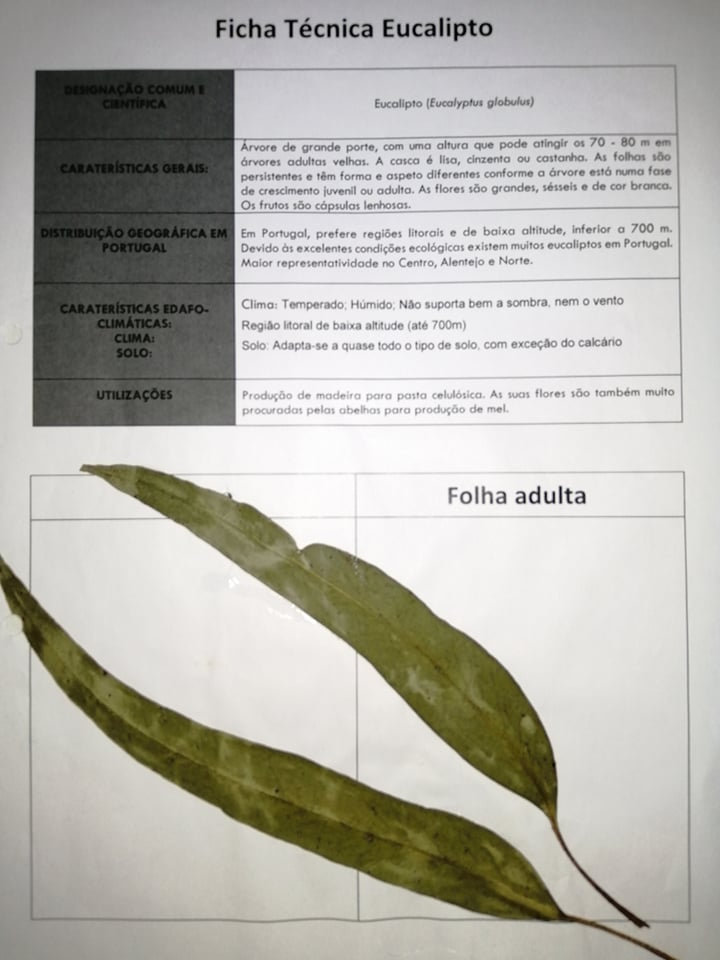 Ficha Técnica Eucalipto
DESIGNAÇÃO COMUM E
CIENTÍFICA
Eucalipto (Eucalyptus globulus)
CARATERÍSTICAS GERAIS:
Árvore de grande porte, com uma altura que pode atingir os 70 - 80 m em
árvores adultas velhas. A casca é lisa, cinzenta ou castanha. As folhas são
persistentes e têm forma e aspeto diferentes conforme a árvore está numa fase
de crescimento juvenil ou adulta. As flores são grandes, sésseis e de cor branca.
Os frutos são cápsulas lenhosas.
DISTRIBUIÇÃO GEOGRÁFICA EM
PORTUGAL
Em Portugal, prefere regiões litorais e de baixa altitude, inferior a 700 m.
Devido às excelentes condições ecológicas existem muitos eucaliptos em Portugal.
Maior representatividade no Centro, Alentejo e Norte.
CARATERÍSTICAS EDAFO-
CLIMÁTICAS:
CLIMA:
SOLO:
Clima: Temperado; Húmido; Não suporta bem a sombra, nem o vento
Região litoral de baixa altitude (até 700m)
Solo: Adapta-se a quase todo o tipo de solo, com exceção do calcário
UTILIZAÇÕES
Produção de madeira para pasta celulósica. As suas flores são também muito
procuradas pelas abelhas para produção de mel.
Folha adulta